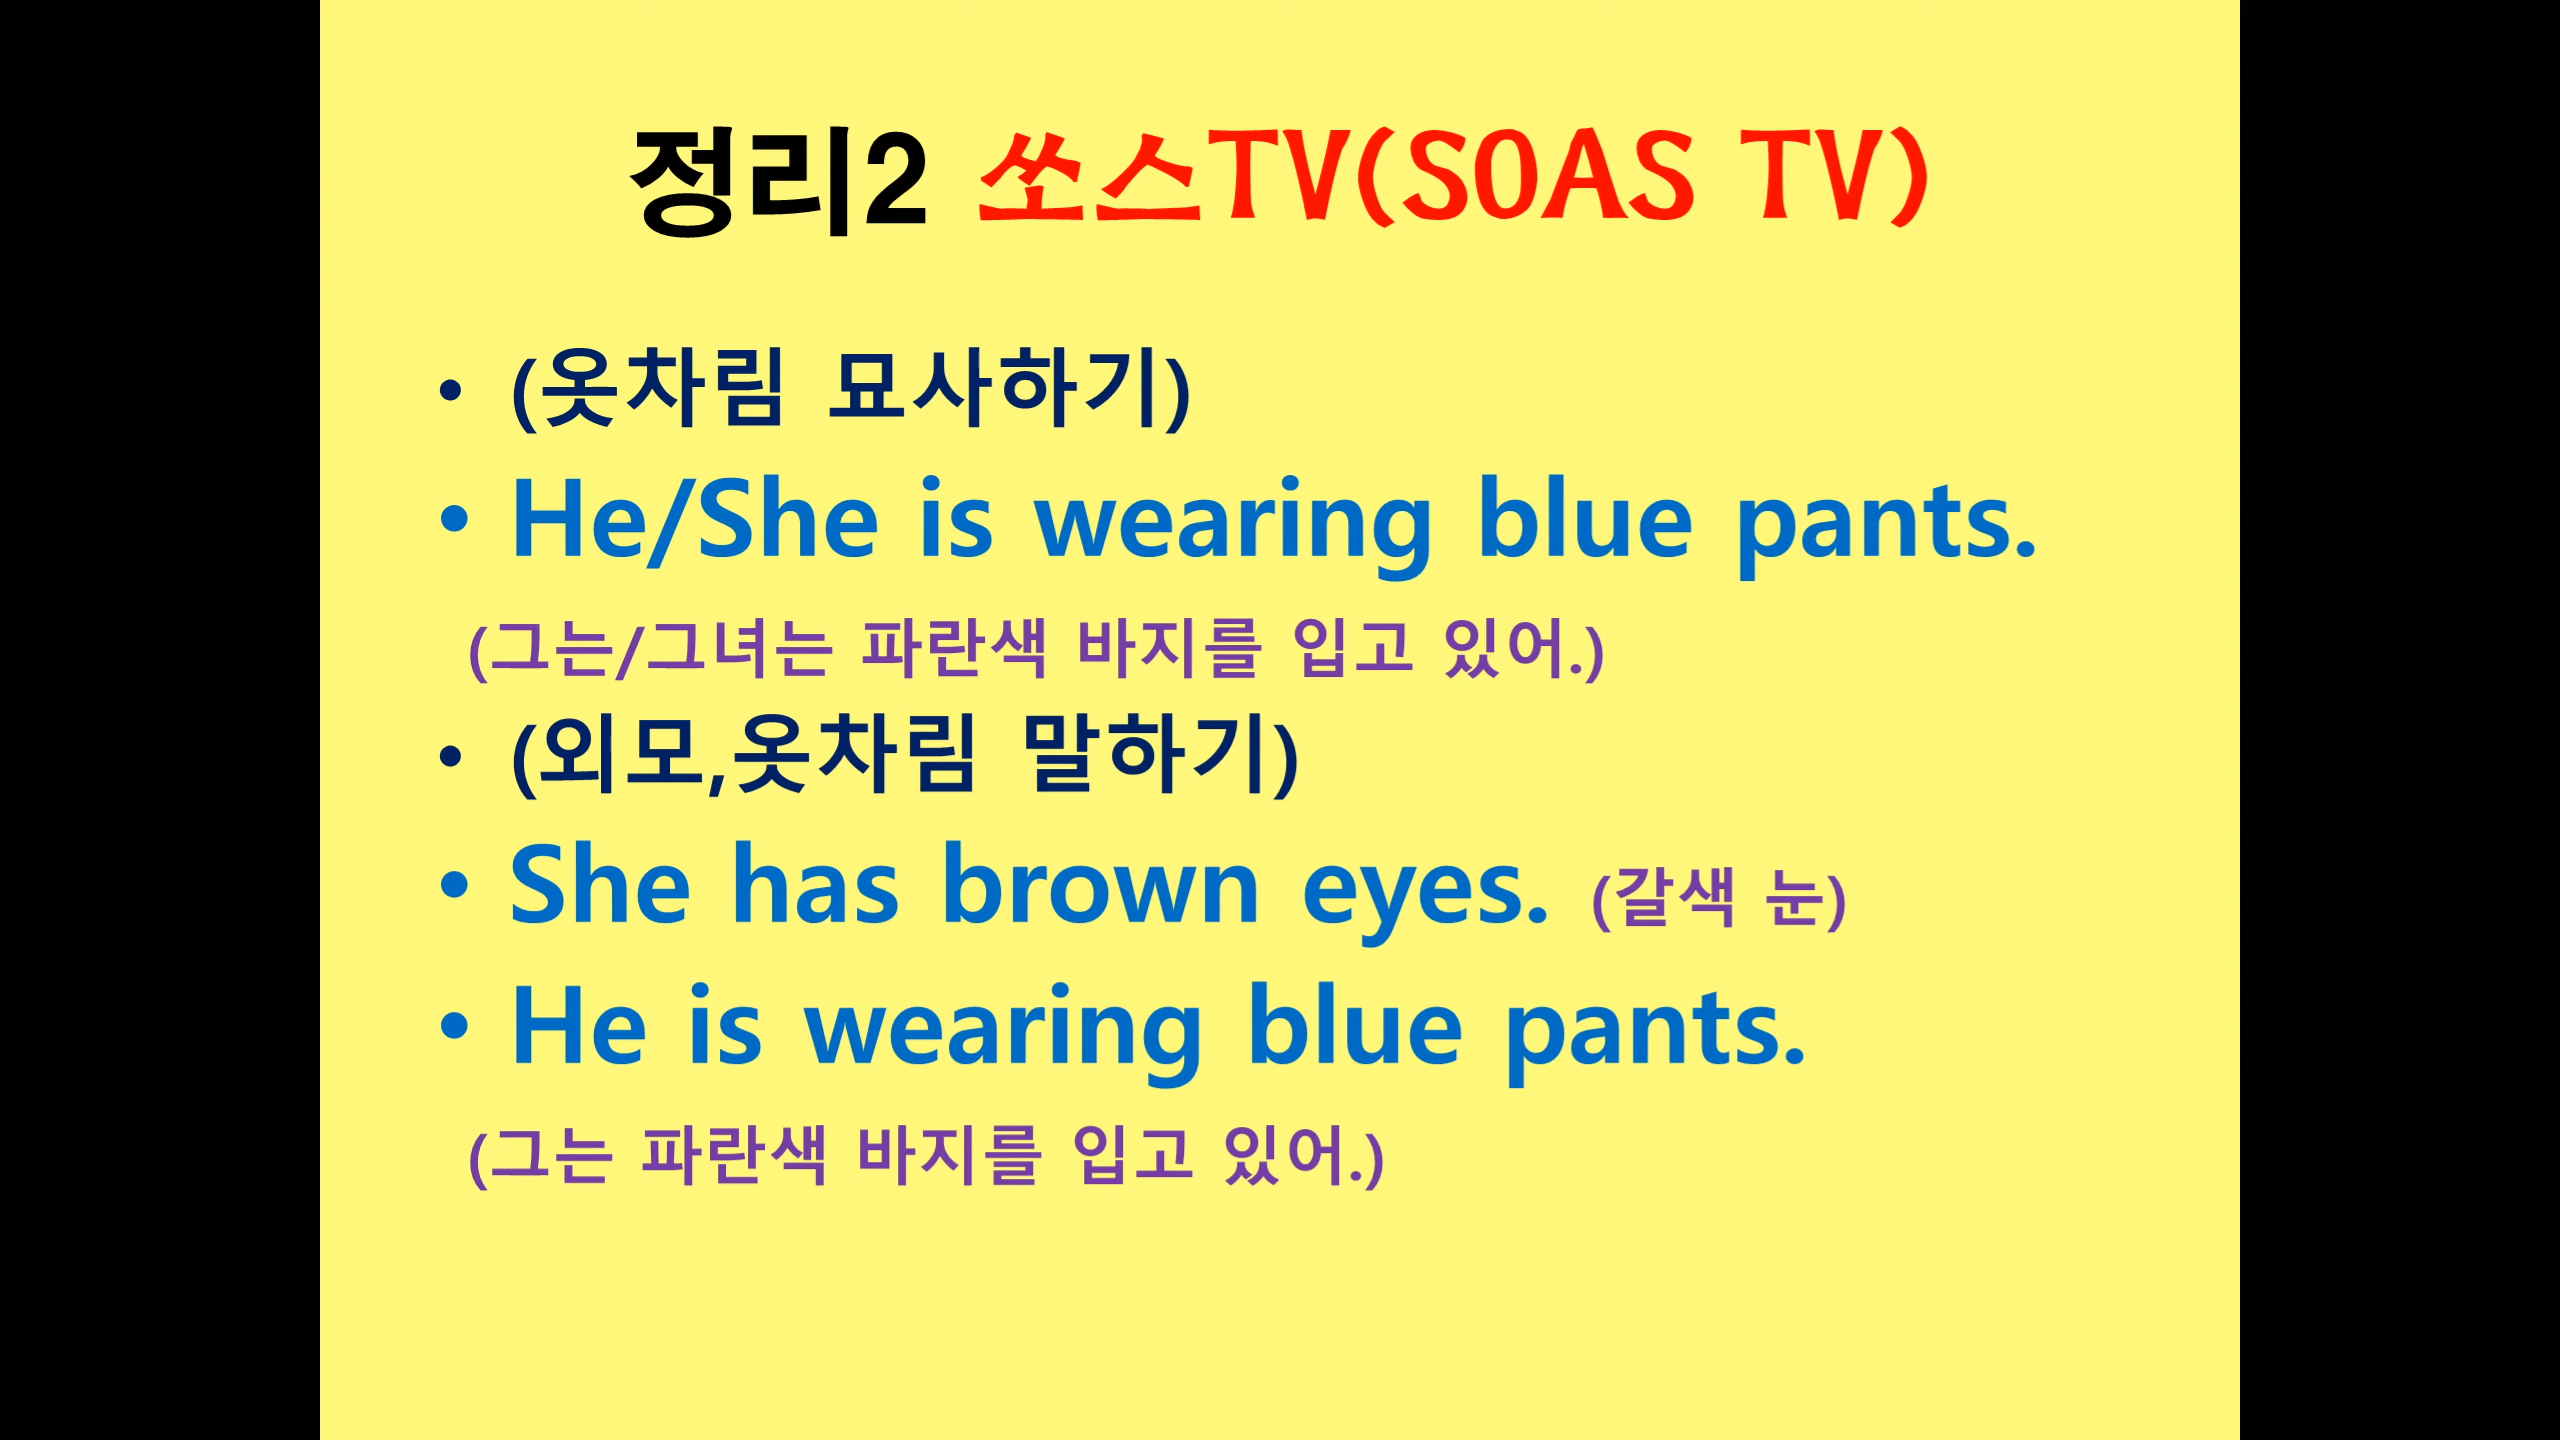 정리2 쏘스TV(SOAS TV)
• (옷차림 묘사하기)
• He/She is wearing blue pants.
(그는/그녀는 파란색 바지를 입고 있어.)
• (외모,옷차림 말하기)
• She has brown eyes. (갈색 눈)
• He is wearing blue pants.
(그는 파란색 바지를 입고 있어.)